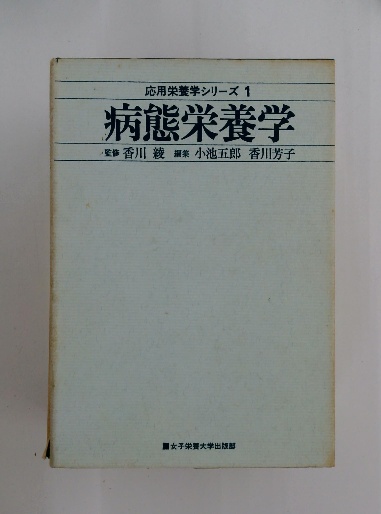 応用栄養学シリーズ 1
病態栄養学
監修 香川 綾 編集 小池五郎 香川芳子
女子栄養大学出版部